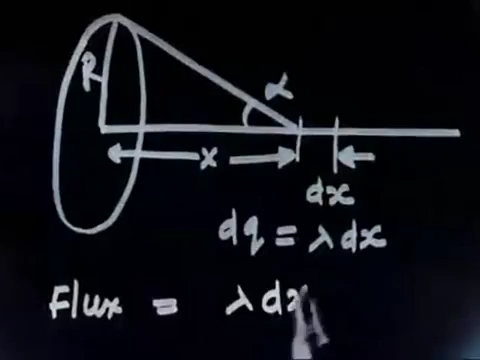 R
α
x
dx
dq = λdx
Flux = λdx